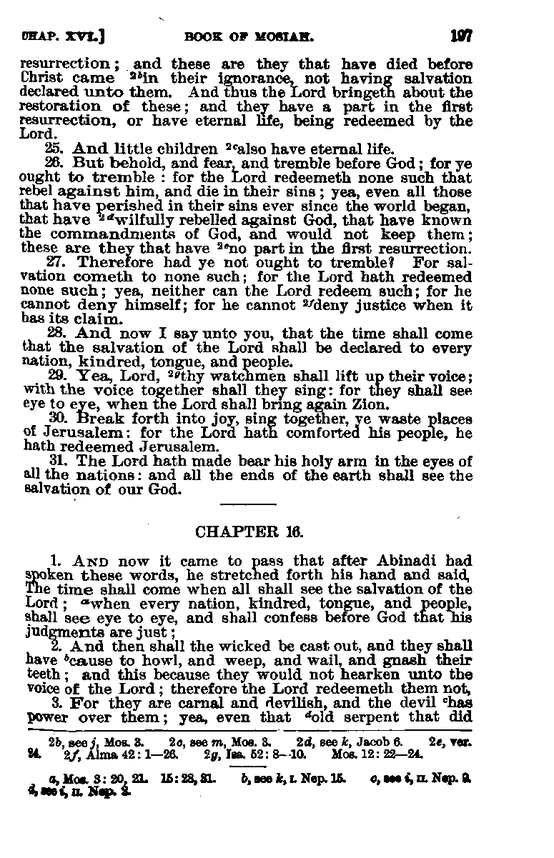 CHAP. XVI.] BOOK OF MOSIAH. 197
resurrection; and these are they that have died before
Christ came ²ᵇin their ignorance, not having salvation
declared unto them. And thus the Lord bringeth about the
restoration of these; and they have a part in the first
resurrection, or have eternal life, being redeemed by the
Lord.
25. And little children ²ᶜalso have eternal life.
26. But behold, and fear, and tremble before God; for ye
ought to tremble: for the Lord redeemeth none such that
rebel against him, and die in their sins; yea, even all those
that have perished in their sins ever since the world began,
that have ²ᵈwilfully rebelled against God, that have known
the commandments of God, and would not keep them;
these are they that have ²ᵉno part in the first resurrection.
27. Therefore had ye not ought to tremble? For sal-
vation cometh to none such; for the Lord hath redeemed
none such; yea, neither can the Lord redeem such; for he
cannot deny himself; for he cannot ²ᶠdeny justice when it
has its claim.
28. And now I say unto you, that the time shall come
that the salvation of the Lord shall be declared to every
nation, kindred, tongue, and people.
29. Yea, Lord, ²ᵍthy watchmen shall lift up their voice;
with the voice together shall they sing: for they shall see
eye to eye, when the Lord shall bring again Zion.
30. Break forth into joy, sing together, ye waste places
of Jerusalem: for the Lord hath comforted his people, he
hath redeemed Jerusalem.
31. The Lord hath made bear his holy arm in the eyes of
all the nations: and all the ends of the earth shall see the
salvation of our God.
CHAPTER 16.
1. AND now it came to pass that after Abinadi had
spoken these words, he stretched forth his hand and said,
The time shall come when all shall see the salvation of the
Lord; ᵃwhen every nation, kindred, tongue, and people,
shall see eye to eye, and shall confess before God that his
judgments are just;
2. And then shall the wicked be cast out, and they shall
have ᵇcause to howl, and weep, and wail, and gnash their
teeth; and this because they would not hearken unto the
voice of the Lord; therefore the Lord redeemeth them not,
3. For they are carnal and devilish, and the devil ᶜhas
power over them; yea, even that ᵈold serpent that did
2b, see j, Mos. 3. 2c, see m, Mos. 3. 2d, see k, Jacob 6. 2e, ver.
24. 2f, Alma 42: 1—26. 2g, Isa. 52: 8—10. Mos. 12: 22—24.
a, Mos. 3: 20, 21. 15: 28, 31. b, see k, I. Nep. 15. c, see i, II. Nep. 9.
d, see i, II. Nep. 2.